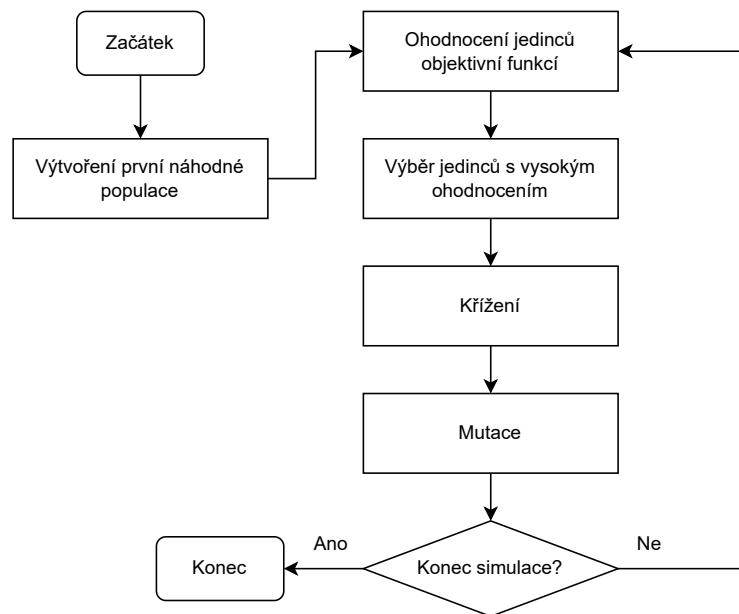 Začátek
Výtvoření první náhodné
populace
Ohodnocení jedinců
objektivní funkcí
Výběr jedinců s vysokým
ohodnocením
Křížení
Mutace
Konec simulace?
Ano
Ne
Konec